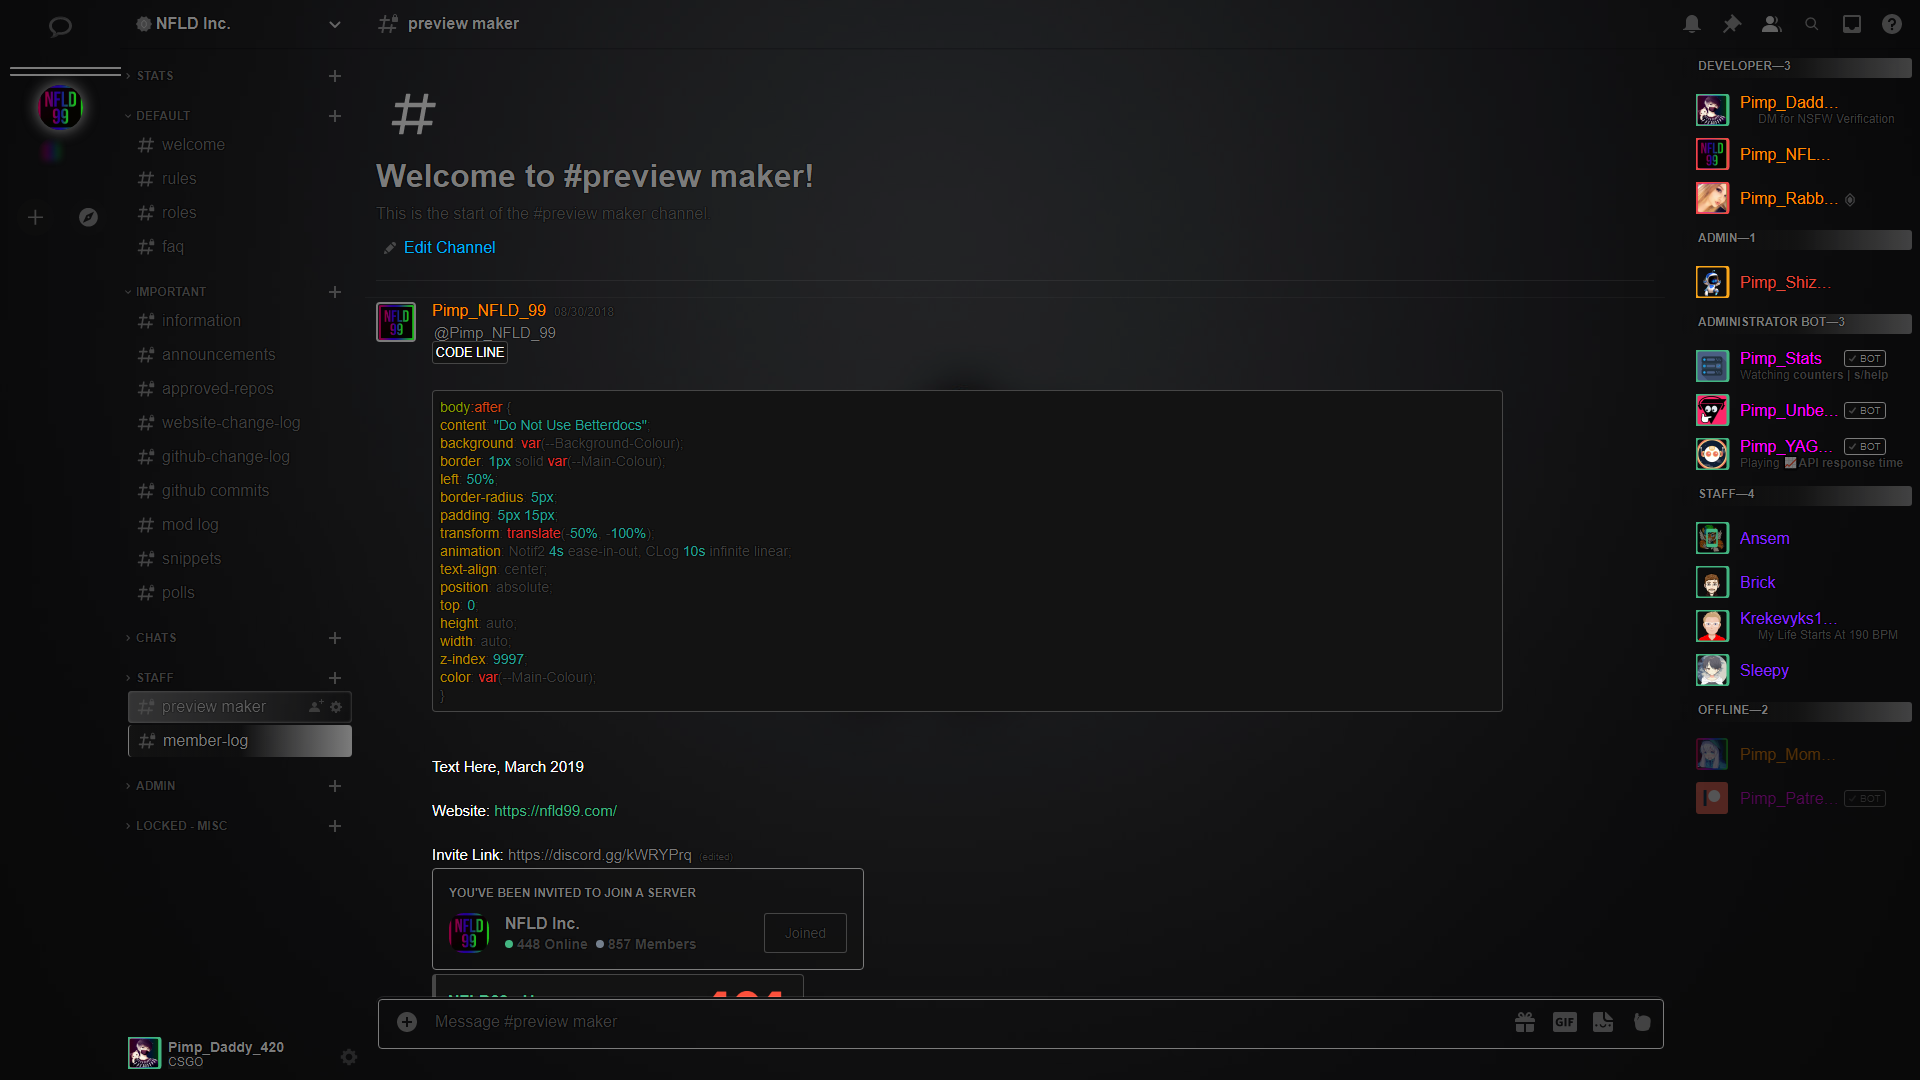 NFLD Inc.
STATS
DEFAULT
welcome
rules
roles
faq
IMPORTANT
information
announcements
approved-repos
website-change-log
github-change-log
github commits
mod log
snippets
polls
CHATS
STAFF
preview maker
member-log
ADMIN
LOCKED - MISC
Pimp_Daddy_420
CSGO
NFLD
99
preview maker
Welcome to #preview maker!
This is the start of the #preview maker channel
Edit Channel
NFLD
99
Pimp_NFLD_99 08/30/2018
@Pimp_NFLD_99
CODE LINE
body:after {
content: "Do Not Use Betterdocs";
background: var(--Background-Colour);
border: 1px solid var(--Main-Colour);
left: 50%;
border-radius: 5px;
padding: 5px 15px;
transform: translate(-50%, -100%);
animation: Notif2 4s ease-in-out, CLog 10s infinite linear;
text-align: center;
position: absolute;
top: 0;
height: auto;
width: auto;
z-index: 9997;
color: var(--Main-Colour);
}
Text Here, March 2019
Website: https://nfld99.com/
Invite Link: https://discord.gg/kWRYPrq (edited)
YOU'VE BEEN INVITED TO JOIN A SERVER
NFLD
99
NFLD Inc.
448 Online 857 Members
Joined
Message #preview maker
GIF
DEVELOPER—3
Pimp_Dadd...
DM for NSFW Verification
NFLD
99
Pimp_NFL...
Pimp_Rabb...
ADMIN—1
Pimp_Shiz...
ADMINISTRATOR BOT—3
Pimp_Stats ✓ BOT
Watching counters | s/help
Pimp_Unbe... ✓ BOT
Pimp_YAG... ✓ BOT
Playing 📈API response time
STAFF—4
Ansem
Brick
Krekevyks1...
My Life Starts At 190 BPM
Sleepy
OFFLINE—2
Pimp_Mom...
Pimp_Patre... ✓ BOT